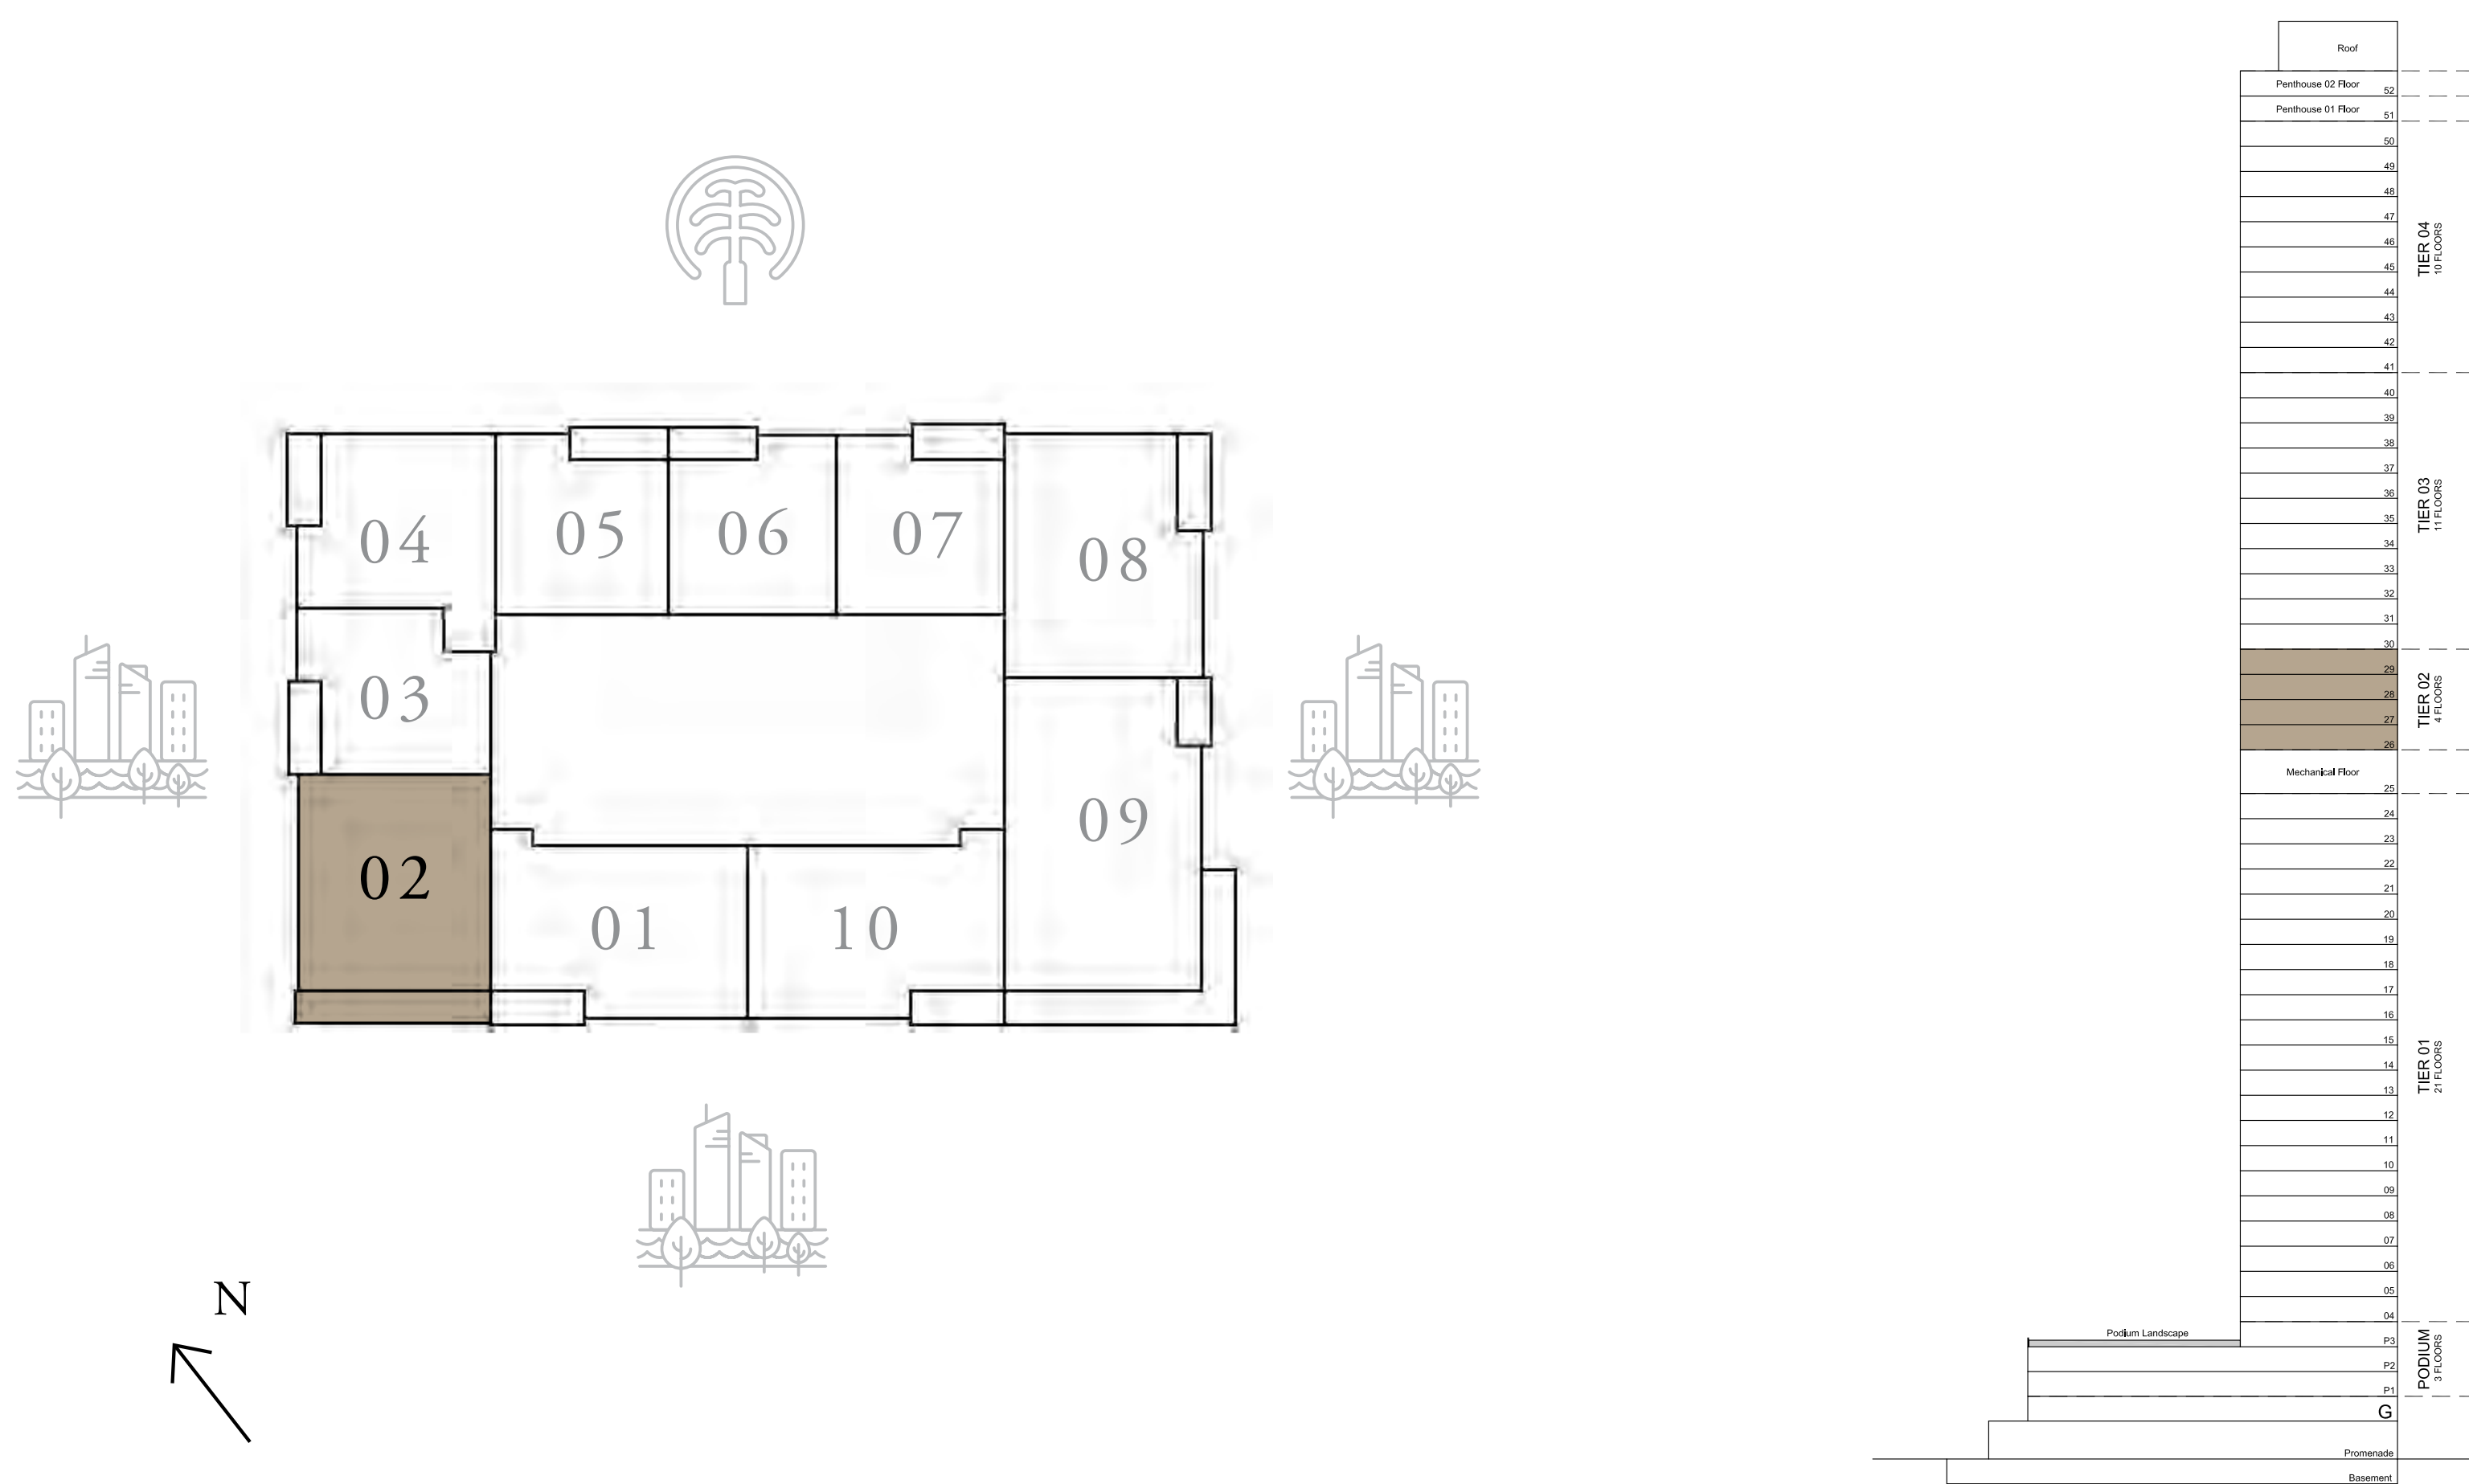 04
05
06
07
08
03
09
02
01
10
N
Roof
Penthouse 02 Floor
52
Penthouse 01 Floor
51
50
49
48
47
46
45
44
43
42
41
TIER 04
10 FLOORS
40
39
38
37
36
35
34
33
32
31
30
TIER 03
11 FLOORS
29
28
27
26
TIER 02
4 FLOORS
Mechanical Floor
25
24
23
22
21
20
19
18
17
16
15
14
13
12
11
10
09
08
07
06
05
04
TIER 01
21 FLOORS
Podium Landscape
P3
P2
P1
PODIUM
3 FLOORS
G
Promenade
Basement